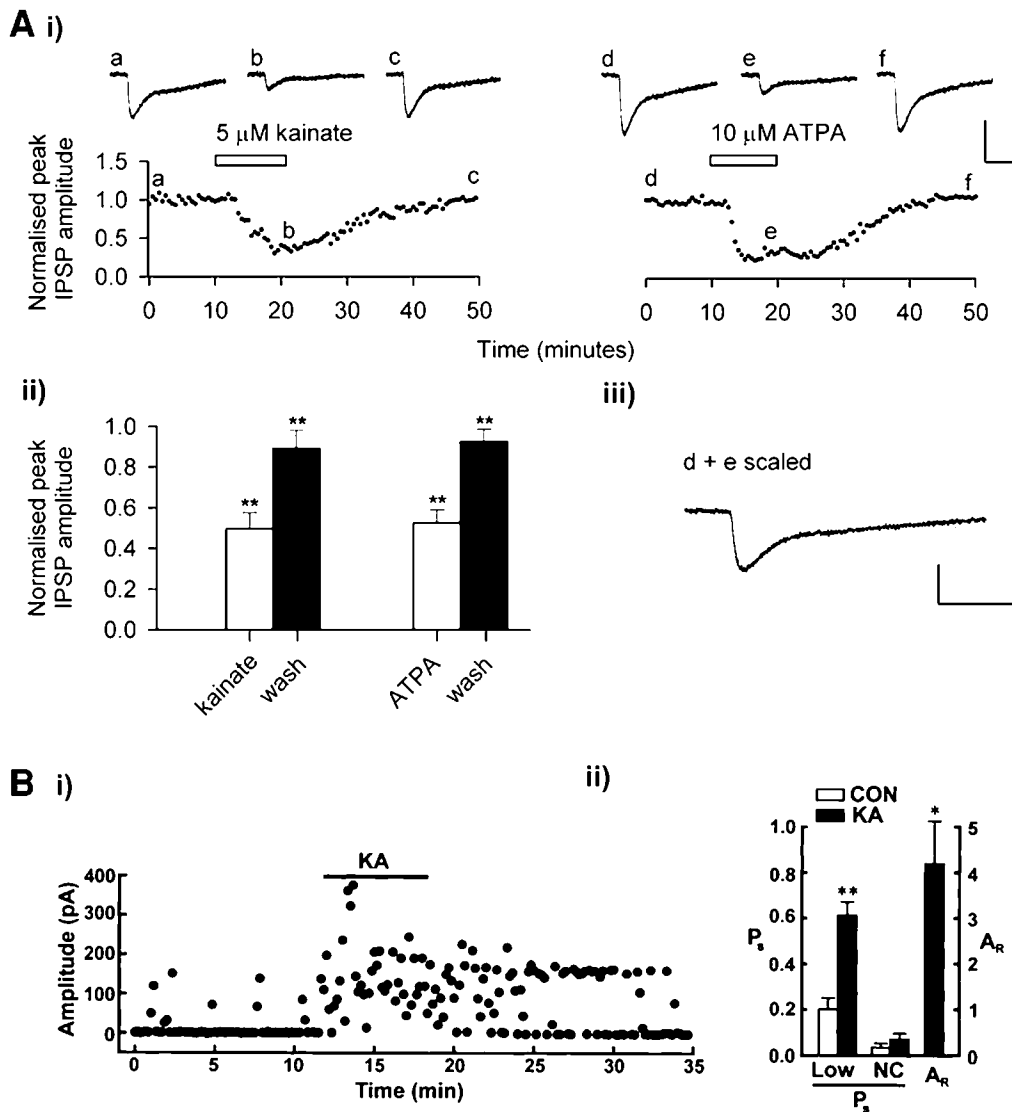 A i)
a b c d e f
5 μM kainate 10 μM ATPA
Normalised peak
IPSP amplitude
1.5
1.0
0.5
0.0
a b c
d e f
0 10 20 30 40 50
0 10 20 30 40 50
Time (minutes)
ii)
Normalised peak
IPSP amplitude
1.0
0.8
0.6
0.4
0.2
0.0
** ** ** **
kainate wash ATPA wash
iii)
d + e scaled
B i)
KA
Amplitude (pA)
400
300
200
100
0
0 5 10 15 20 25 30 35
Time (min)
ii)
CON
KA
Ps
1.0
0.8
0.6
0.4
0.2
0.0
** *
5
4
3
2
1
0
AR
Low NC AR
Ps